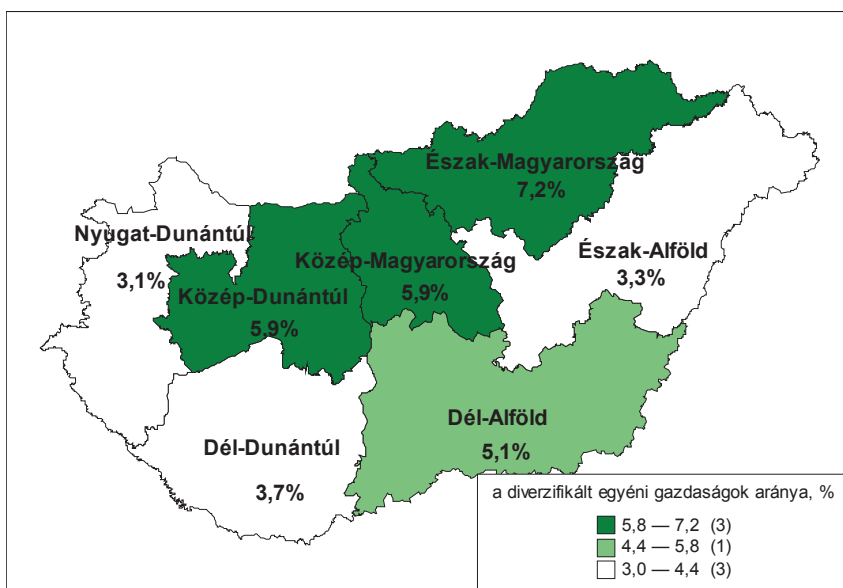 Észak-Magyarország
7,2%
Nyugat-Dunántúl
3,1%
Észak-Alföld
3,3%
Közép-Magyarország
5,9%
Közép-Dunántúl
5,9%
Dél-Alföld
5,1%
Dél-Dunántúl
3,7%
a diverzifikált egyéni gazdaságok aránya, %
5,8 — 7,2 (3)
4,4 — 5,8 (1)
3,0 — 4,4 (3)